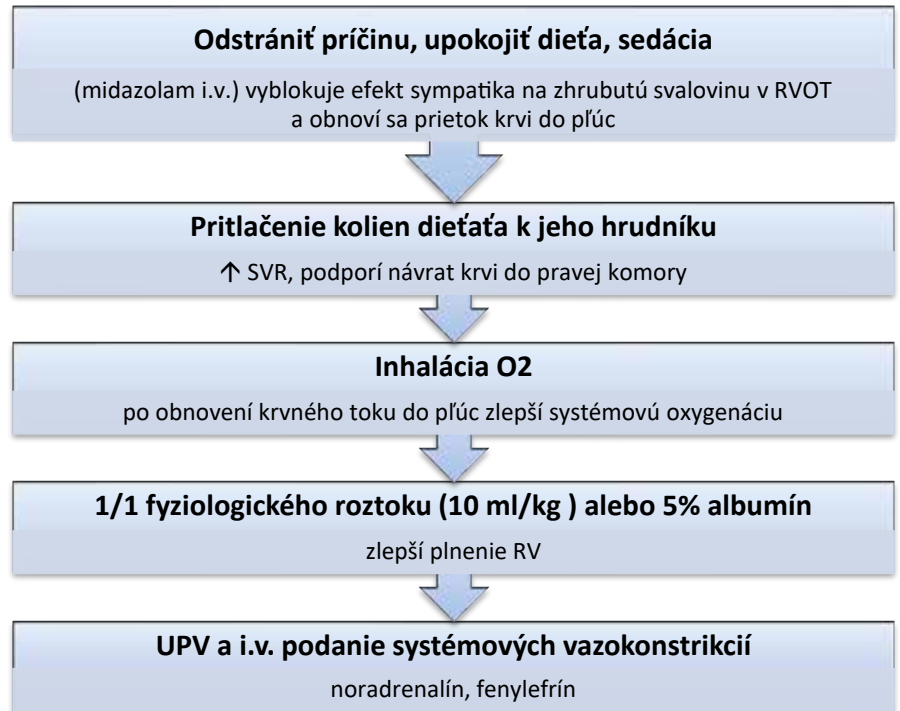 Odstrániť príčinu, upokojiť dieťa, sedácia
(midazolam i.v.) vyblokuje efekt sympatika na zhrubutú svalovinu v RVOT
a obnoví sa prietok krvi do pľúc
Pritlačenie kolien dieťaťa k jeho hrudníku
↑ SVR, podporí návrat krvi do pravej komory
Inhalácia O2
po obnovení krvného toku do pľúc zlepší systémovú oxygenáciu
1/1 fyziologického roztoku (10 ml/kg ) alebo 5% albumín
zlepší plnenie RV
UPV a i.v. podanie systémových vazokonstrikcií
noradrenalín, fenylefrín